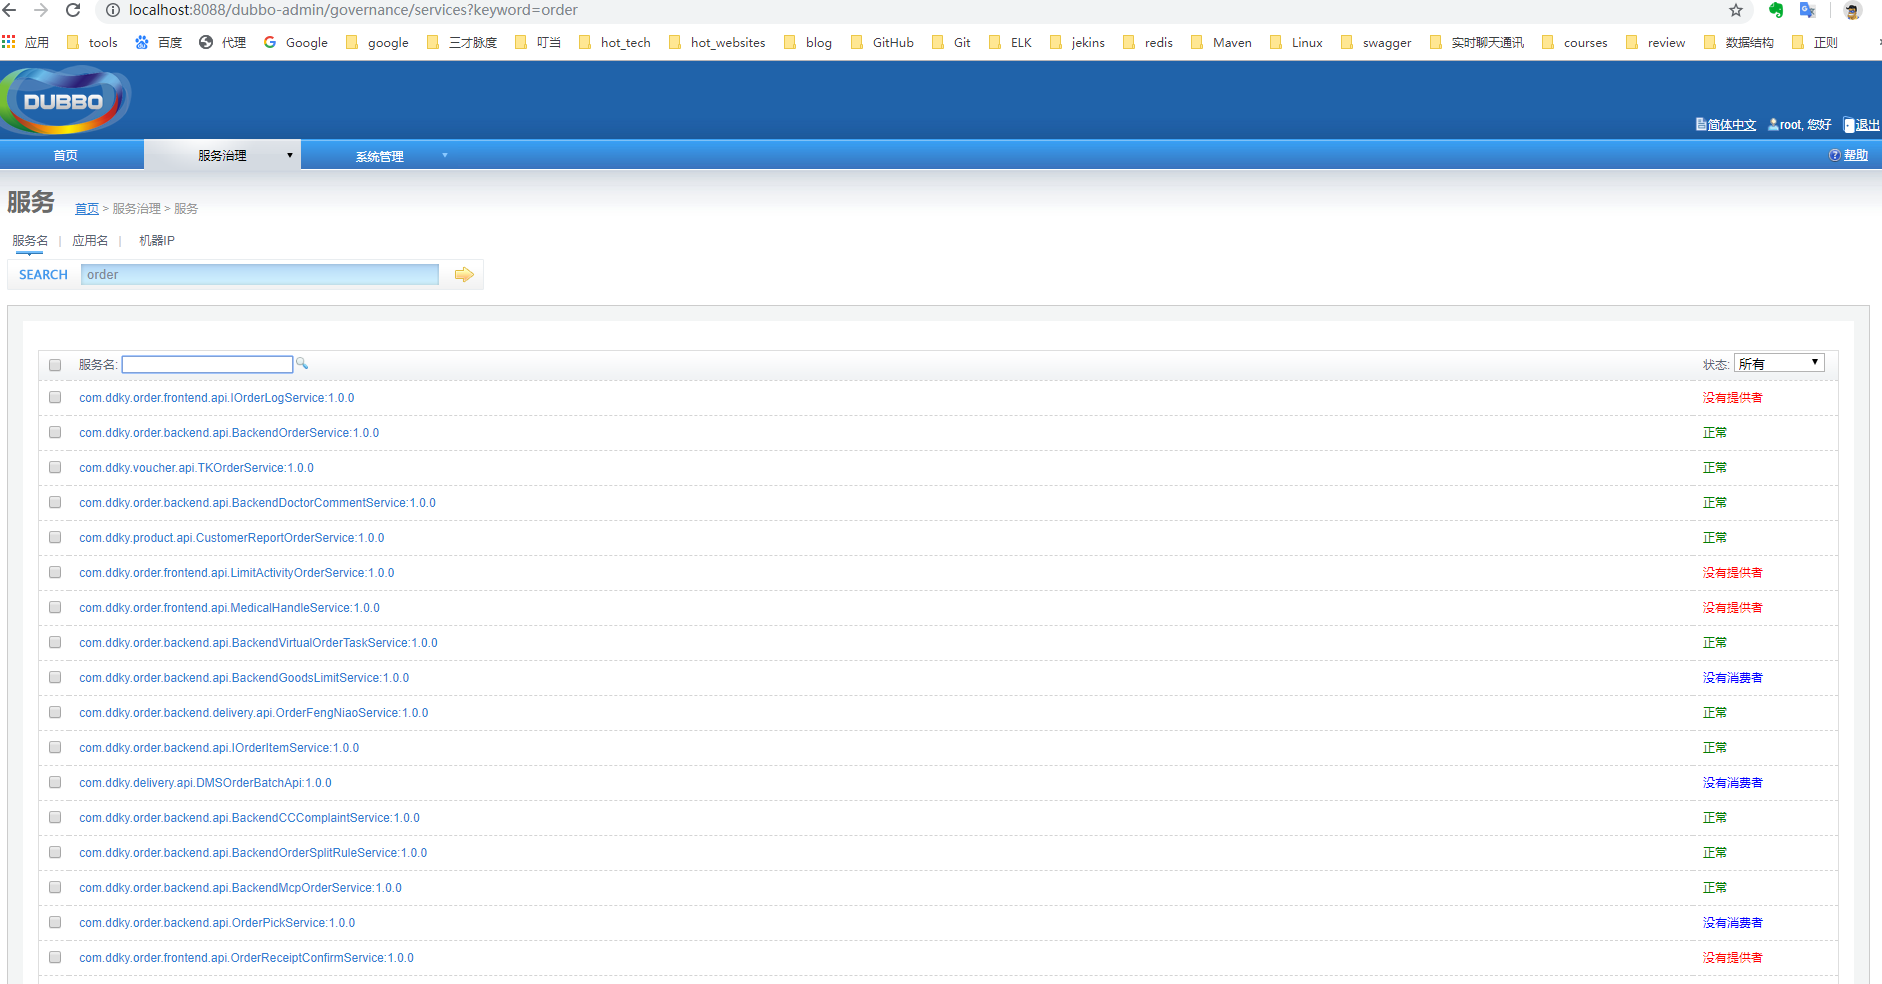 localhost:8088/dubbo-admin/governance/services?keyword=order
应用 tools 百度 代理 Google google 三才脉度 叮当 hot_tech hot_websites blog GitHub Git ELK jekins redis Maven Linux swagger 实时聊天通讯 courses review 数据结构 正则
DUBBO
简体中文 root, 您好 退出
首页 服务治理 系统管理 帮助
服务 首页 > 服务治理 > 服务
服务名 | 应用名 | 机器IP
SEARCH order
服务名: 状态: 所有
com.ddky.order.frontend.api.IOrderLogService:1.0.0 没有提供者
com.ddky.order.backend.api.BackendOrderService:1.0.0 正常
com.ddky.voucher.api.TKOrderService:1.0.0 正常
com.ddky.order.backend.api.BackendDoctorCommentService:1.0.0 正常
com.ddky.product.api.CustomerReportOrderService:1.0.0 正常
com.ddky.order.frontend.api.LimitActivityOrderService:1.0.0 没有提供者
com.ddky.order.frontend.api.MedicalHandleService:1.0.0 没有提供者
com.ddky.order.backend.api.BackendVirtualOrderTaskService:1.0.0 正常
com.ddky.order.backend.api.BackendGoodsLimitService:1.0.0 没有消费者
com.ddky.order.backend.delivery.api.OrderFengNiaoService:1.0.0 正常
com.ddky.order.backend.api.IOrderItemService:1.0.0 正常
com.ddky.delivery.api.DMSOrderBatchApi:1.0.0 没有消费者
com.ddky.order.backend.api.BackendCCComplaintService:1.0.0 正常
com.ddky.order.backend.api.BackendOrderSplitRuleService:1.0.0 正常
com.ddky.order.backend.api.BackendMcpOrderService:1.0.0 正常
com.ddky.order.backend.api.OrderPickService:1.0.0 没有消费者
com.ddky.order.frontend.api.OrderReceiptConfirmService:1.0.0 没有提供者